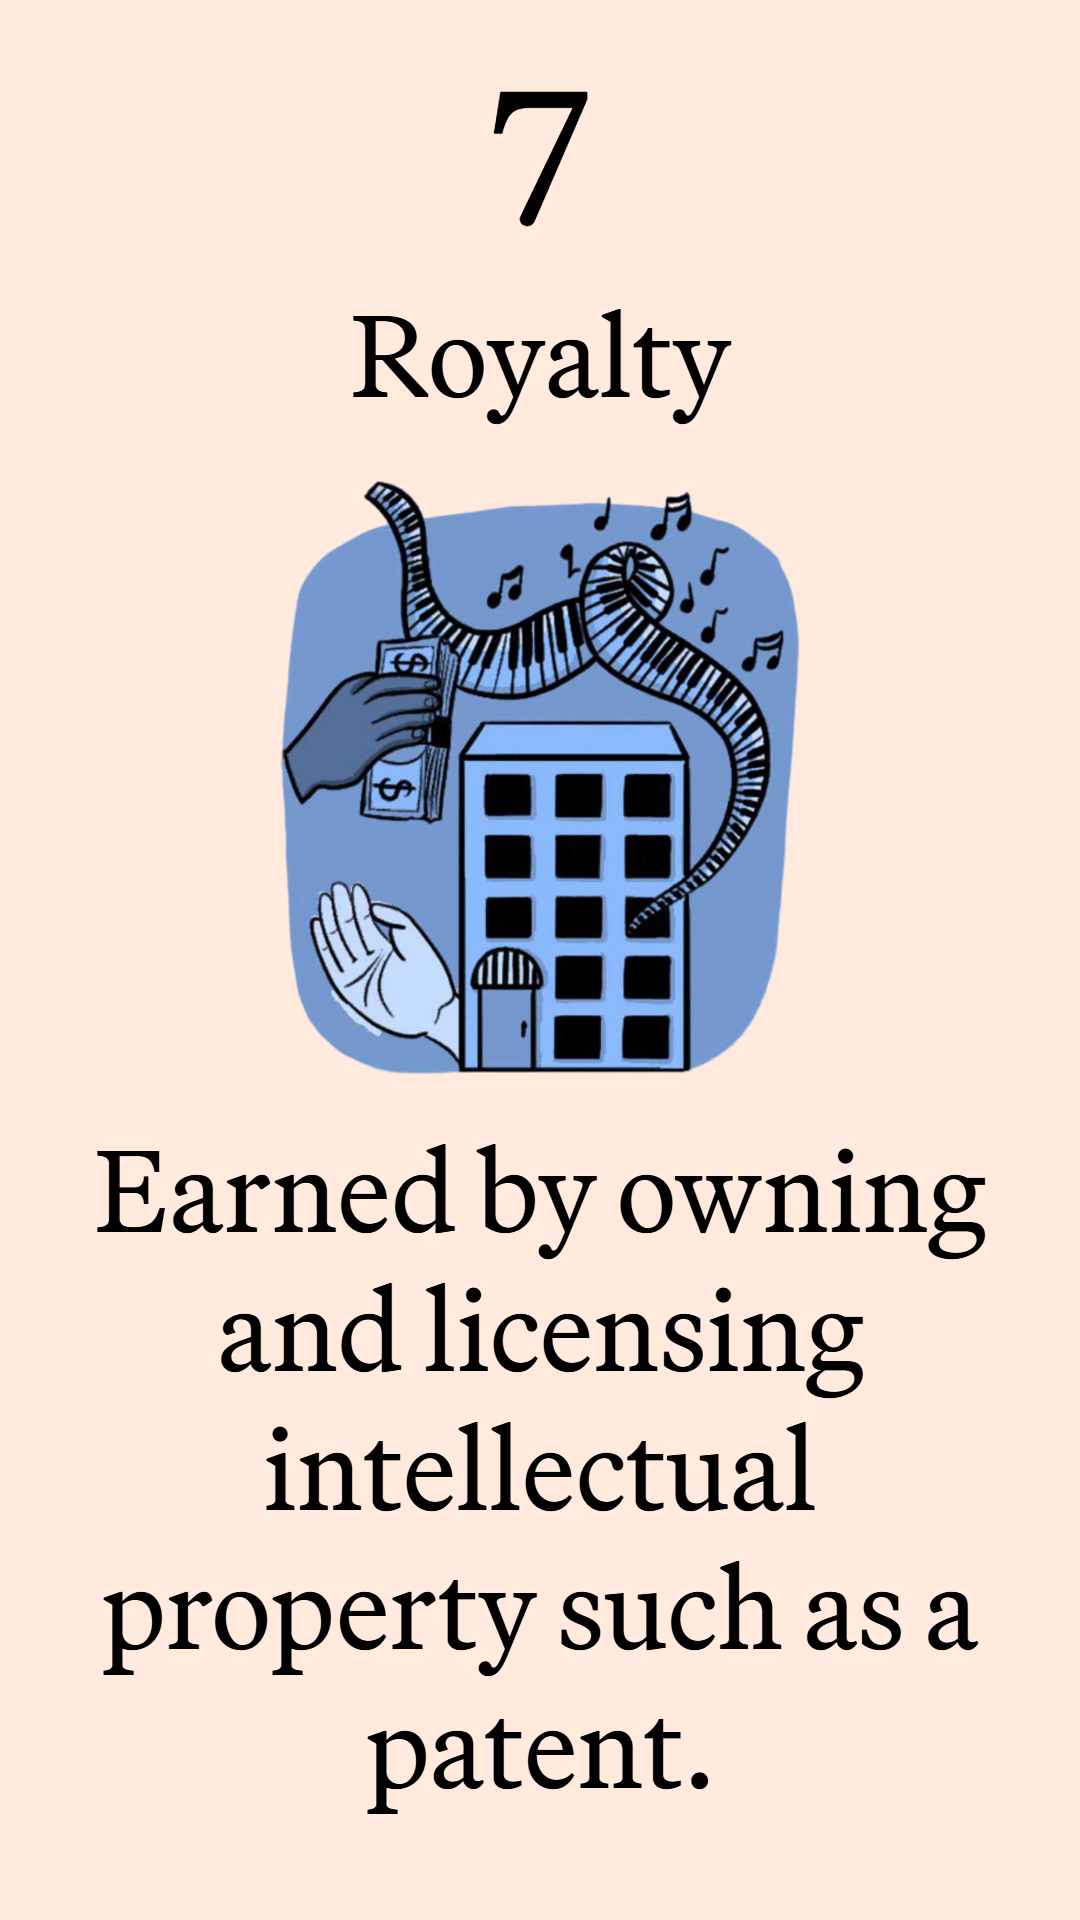 7
Royalty
$
$
Earned by owning
and licensing
intellectual
property such as a
patent.